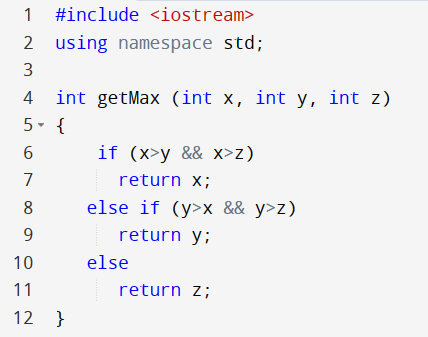 1 #include <iostream>
2 using namespace std;
3
4 int getMax (int x, int y, int z)
5 {
6     if (x>y && x>z)
7       return x;
8    else if (y>x && y>z)
9       return y;
10    else
11       return z;
12 }